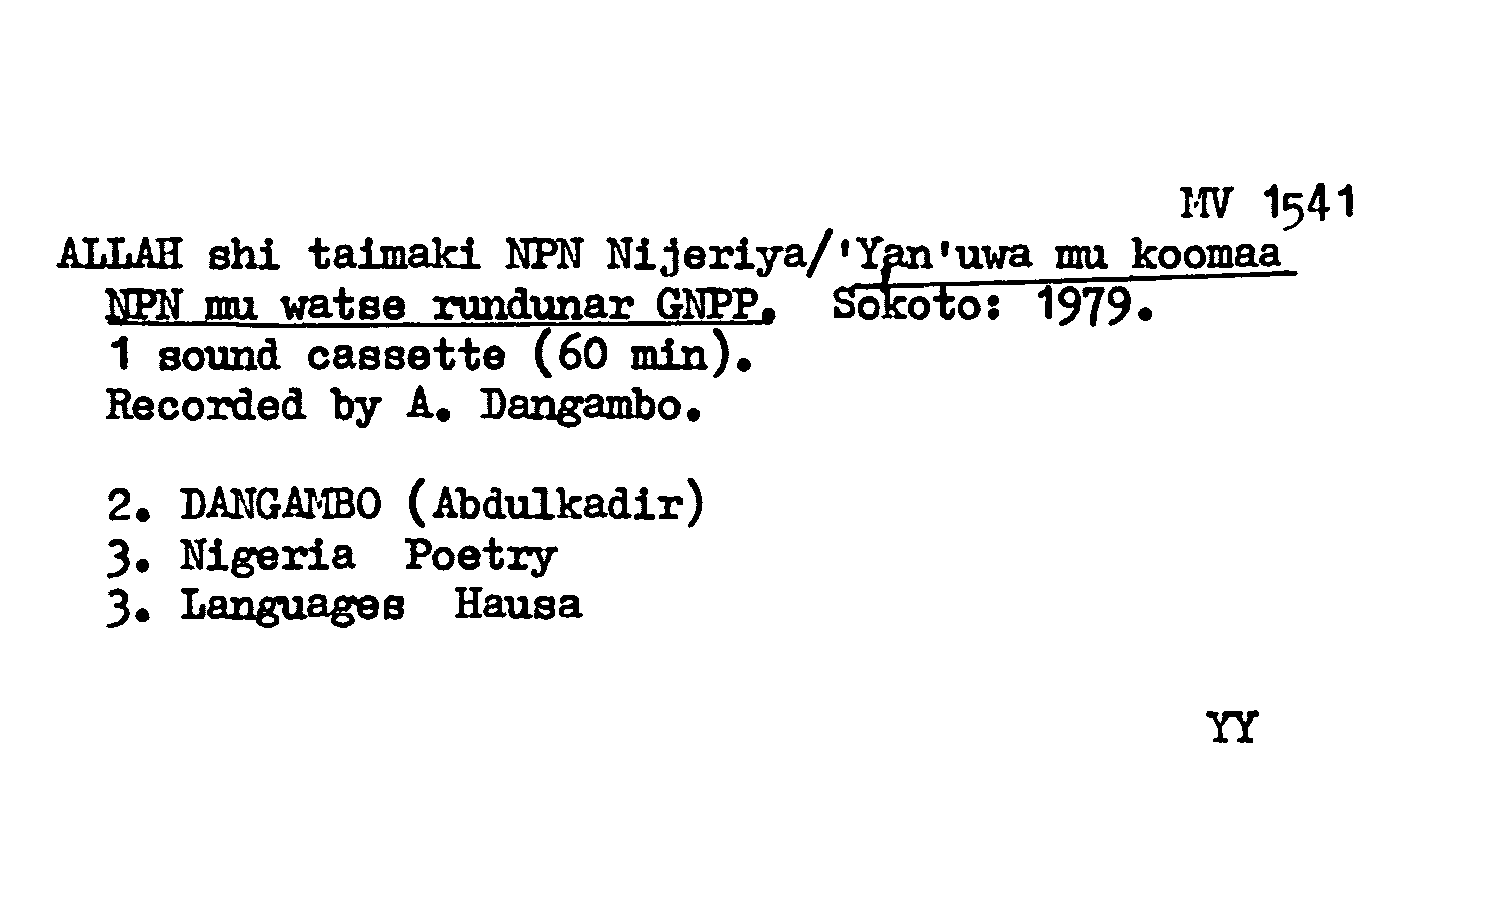 MV 1541
ALLAH shi taimaki NPN Nijeriya/'Yan'uwa mu koomaa
NPN mu watse rundunar GNPP. Sokoto: 1979.
1 sound cassette (60 min).
Recorded by A. Dangambo.
2. DANGAMBO (Abdulkadir)
3. Nigeria Poetry
3. Languages Hausa
YY